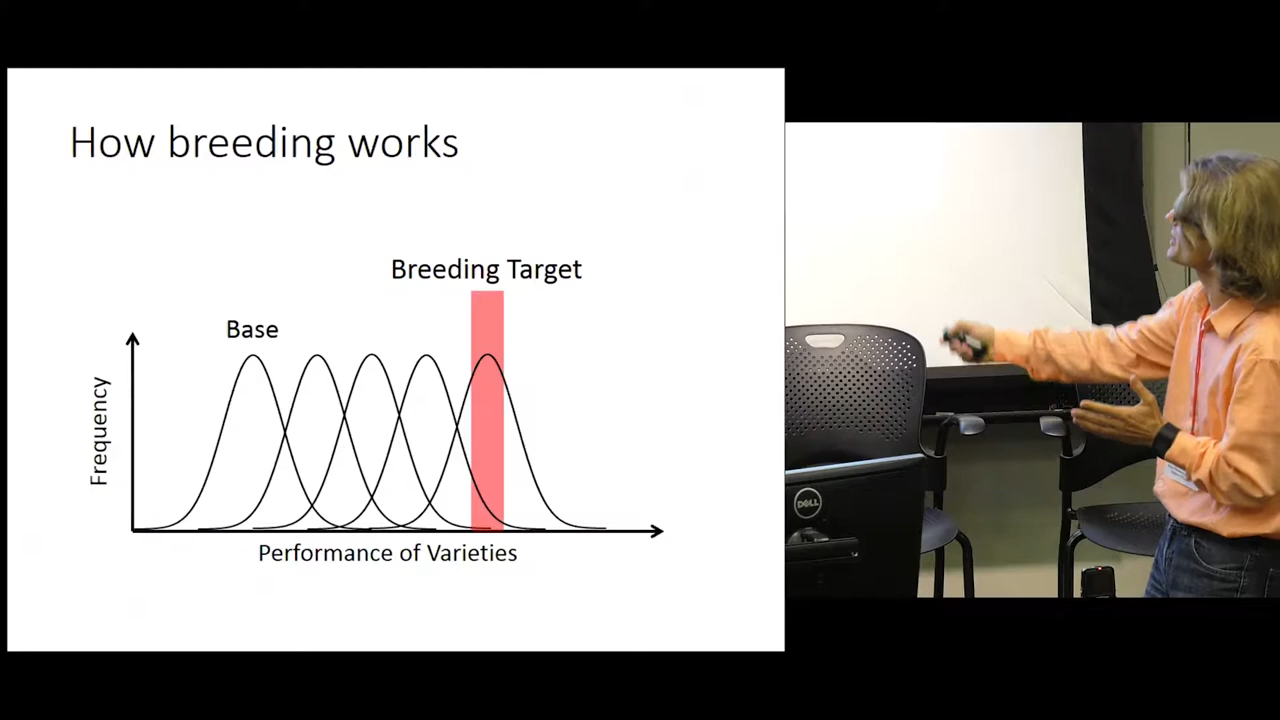 How breeding works
Breeding Target
Base
Frequency
Performance of Varieties
DELL